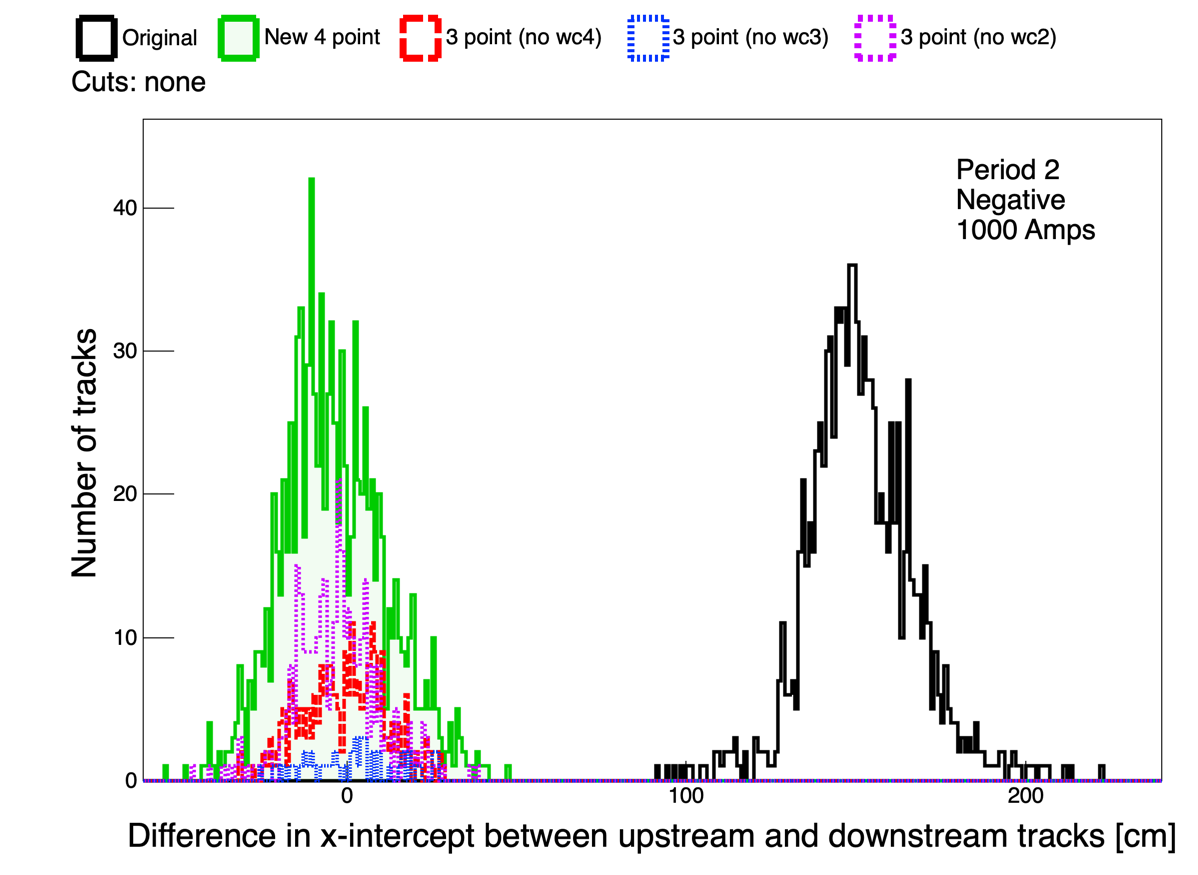 Original New 4 point 3 point (no wc4) 3 point (no wc3) 3 point (no wc2)
Cuts: none
Period 2
Negative
1000 Amps
40
30
20
10
0
Number of tracks
0 100 200
Difference in x-intercept between upstream and downstream tracks [cm]